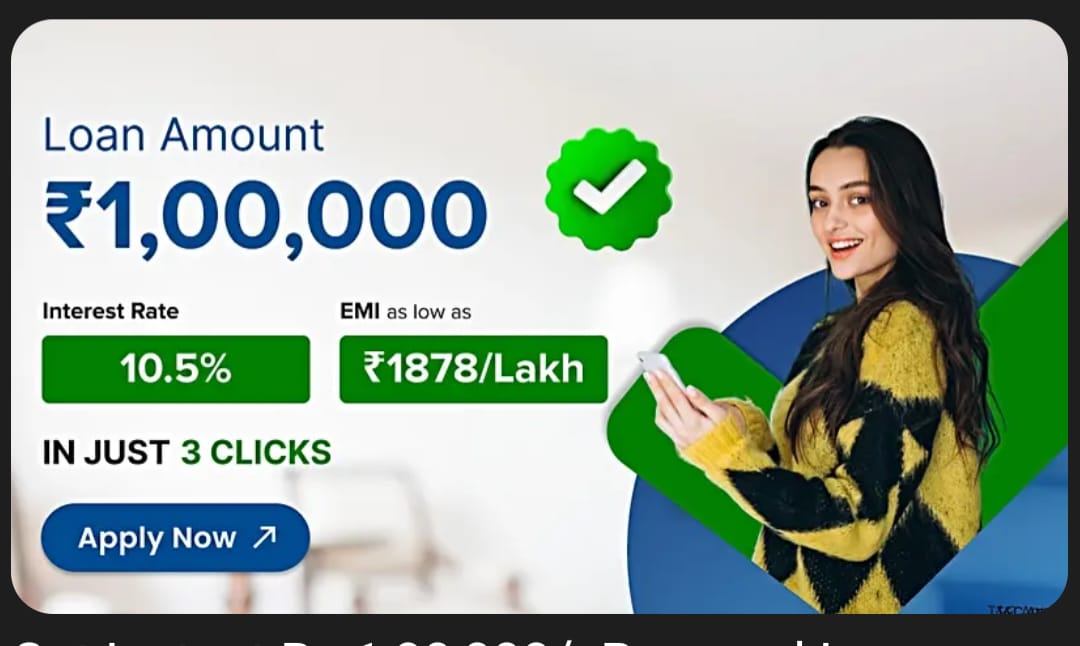 Loan Amount
₹1,00,000
Interest Rate
EMI as low as
10.5%
₹1878/Lakh
IN JUST 3 CLICKS
Apply Now ↗